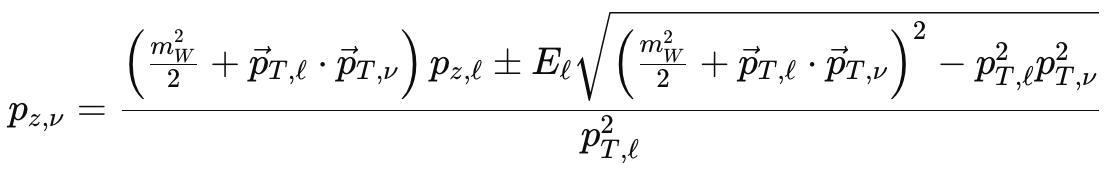 p_{z,\nu} = \frac{\left(\frac{m_W^2}{2} + \vec{p}_{T,\ell} \cdot \vec{p}_{T,\nu}\right) p_{z,\ell} \pm E_\ell \sqrt{\left(\frac{m_W^2}{2} + \vec{p}_{T,\ell} \cdot \vec{p}_{T,\nu}\right)^2 - p_{T,\ell}^2 p_{T,\nu}^2}}{p_{T,\ell}^2}